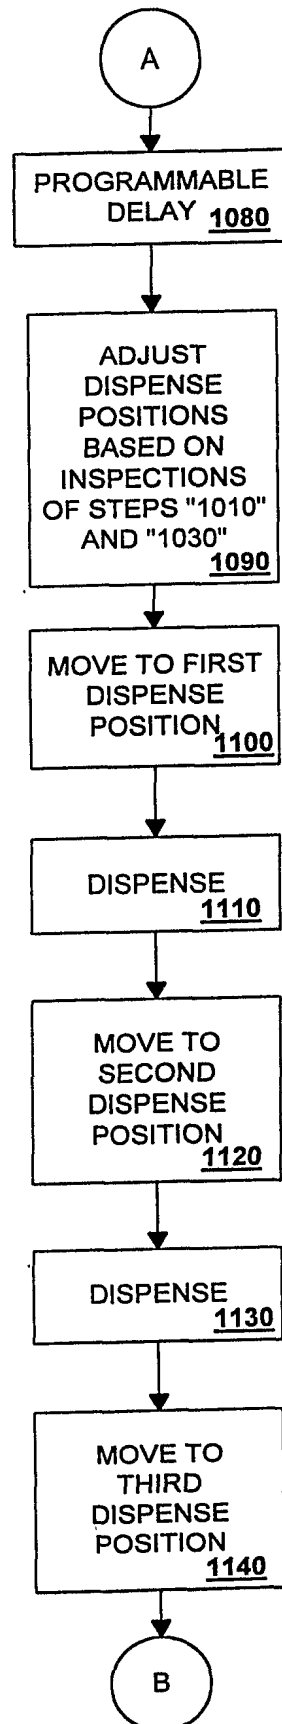 A
PROGRAMMABLE
DELAY 1080
ADJUST
DISPENSE
POSITIONS
BASED ON
INSPECTIONS
OF STEPS "1010"
AND "1030"
1090
MOVE TO FIRST
DISPENSE
POSITION
1100
DISPENSE
1110
MOVE TO
SECOND
DISPENSE
POSITION
1120
DISPENSE
1130
MOVE TO
THIRD
DISPENSE
POSITION
1140
B